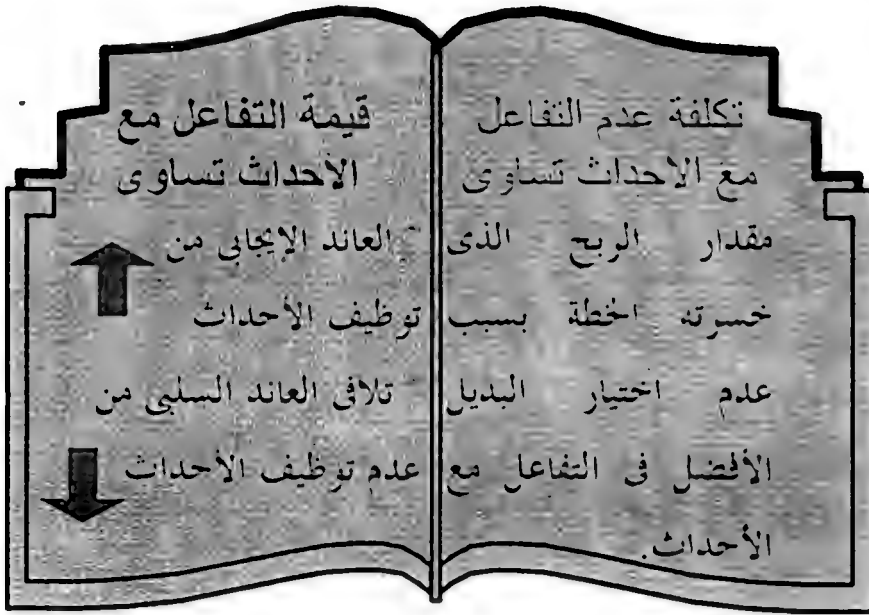 تكلفة عدم التفاعل
مع الأحداث تساوى
مقدار الربح الذى
خسرته الخطة بسبب
عدم اختيار البديل
الأفضل فى التفاعل مع
الأحداث.
قيمة التفاعل مع
الأحداث تساوى
العائد الإيجابى من
توظيف الأحداث
تلافى العائد السلبى من
عدم توظيف الأحداث